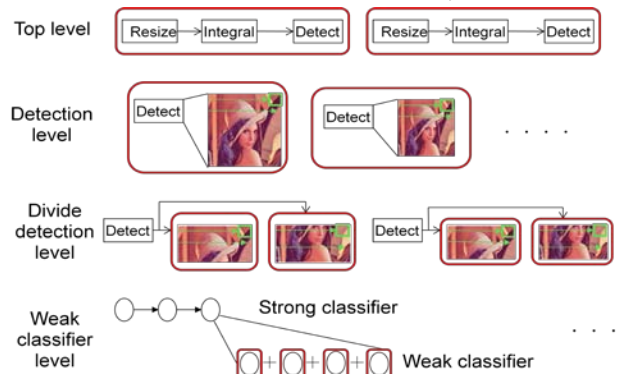 Top level
Resize Integral Detect Resize Integral Detect
Detection
level
Detect Detect
. . . .
Divide
detection
level
Detect Detect
Weak
classifier
level
Strong classifier
. . .
+ + +
Weak classifier